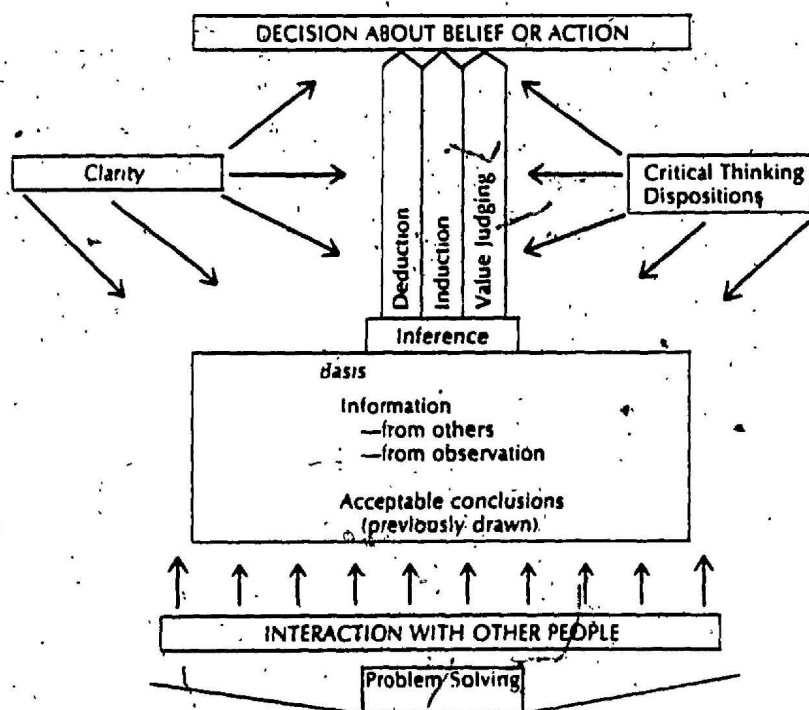 DECISION ABOUT BELIEF OR ACTION
Clarity
Critical Thinking
Dispositions
Deduction
Induction
Value Judging
Inference
Basis
Information
—from others
—from observation
Acceptable conclusions
(previously drawn)
INTERACTION WITH OTHER PEOPLE
Problem Solving